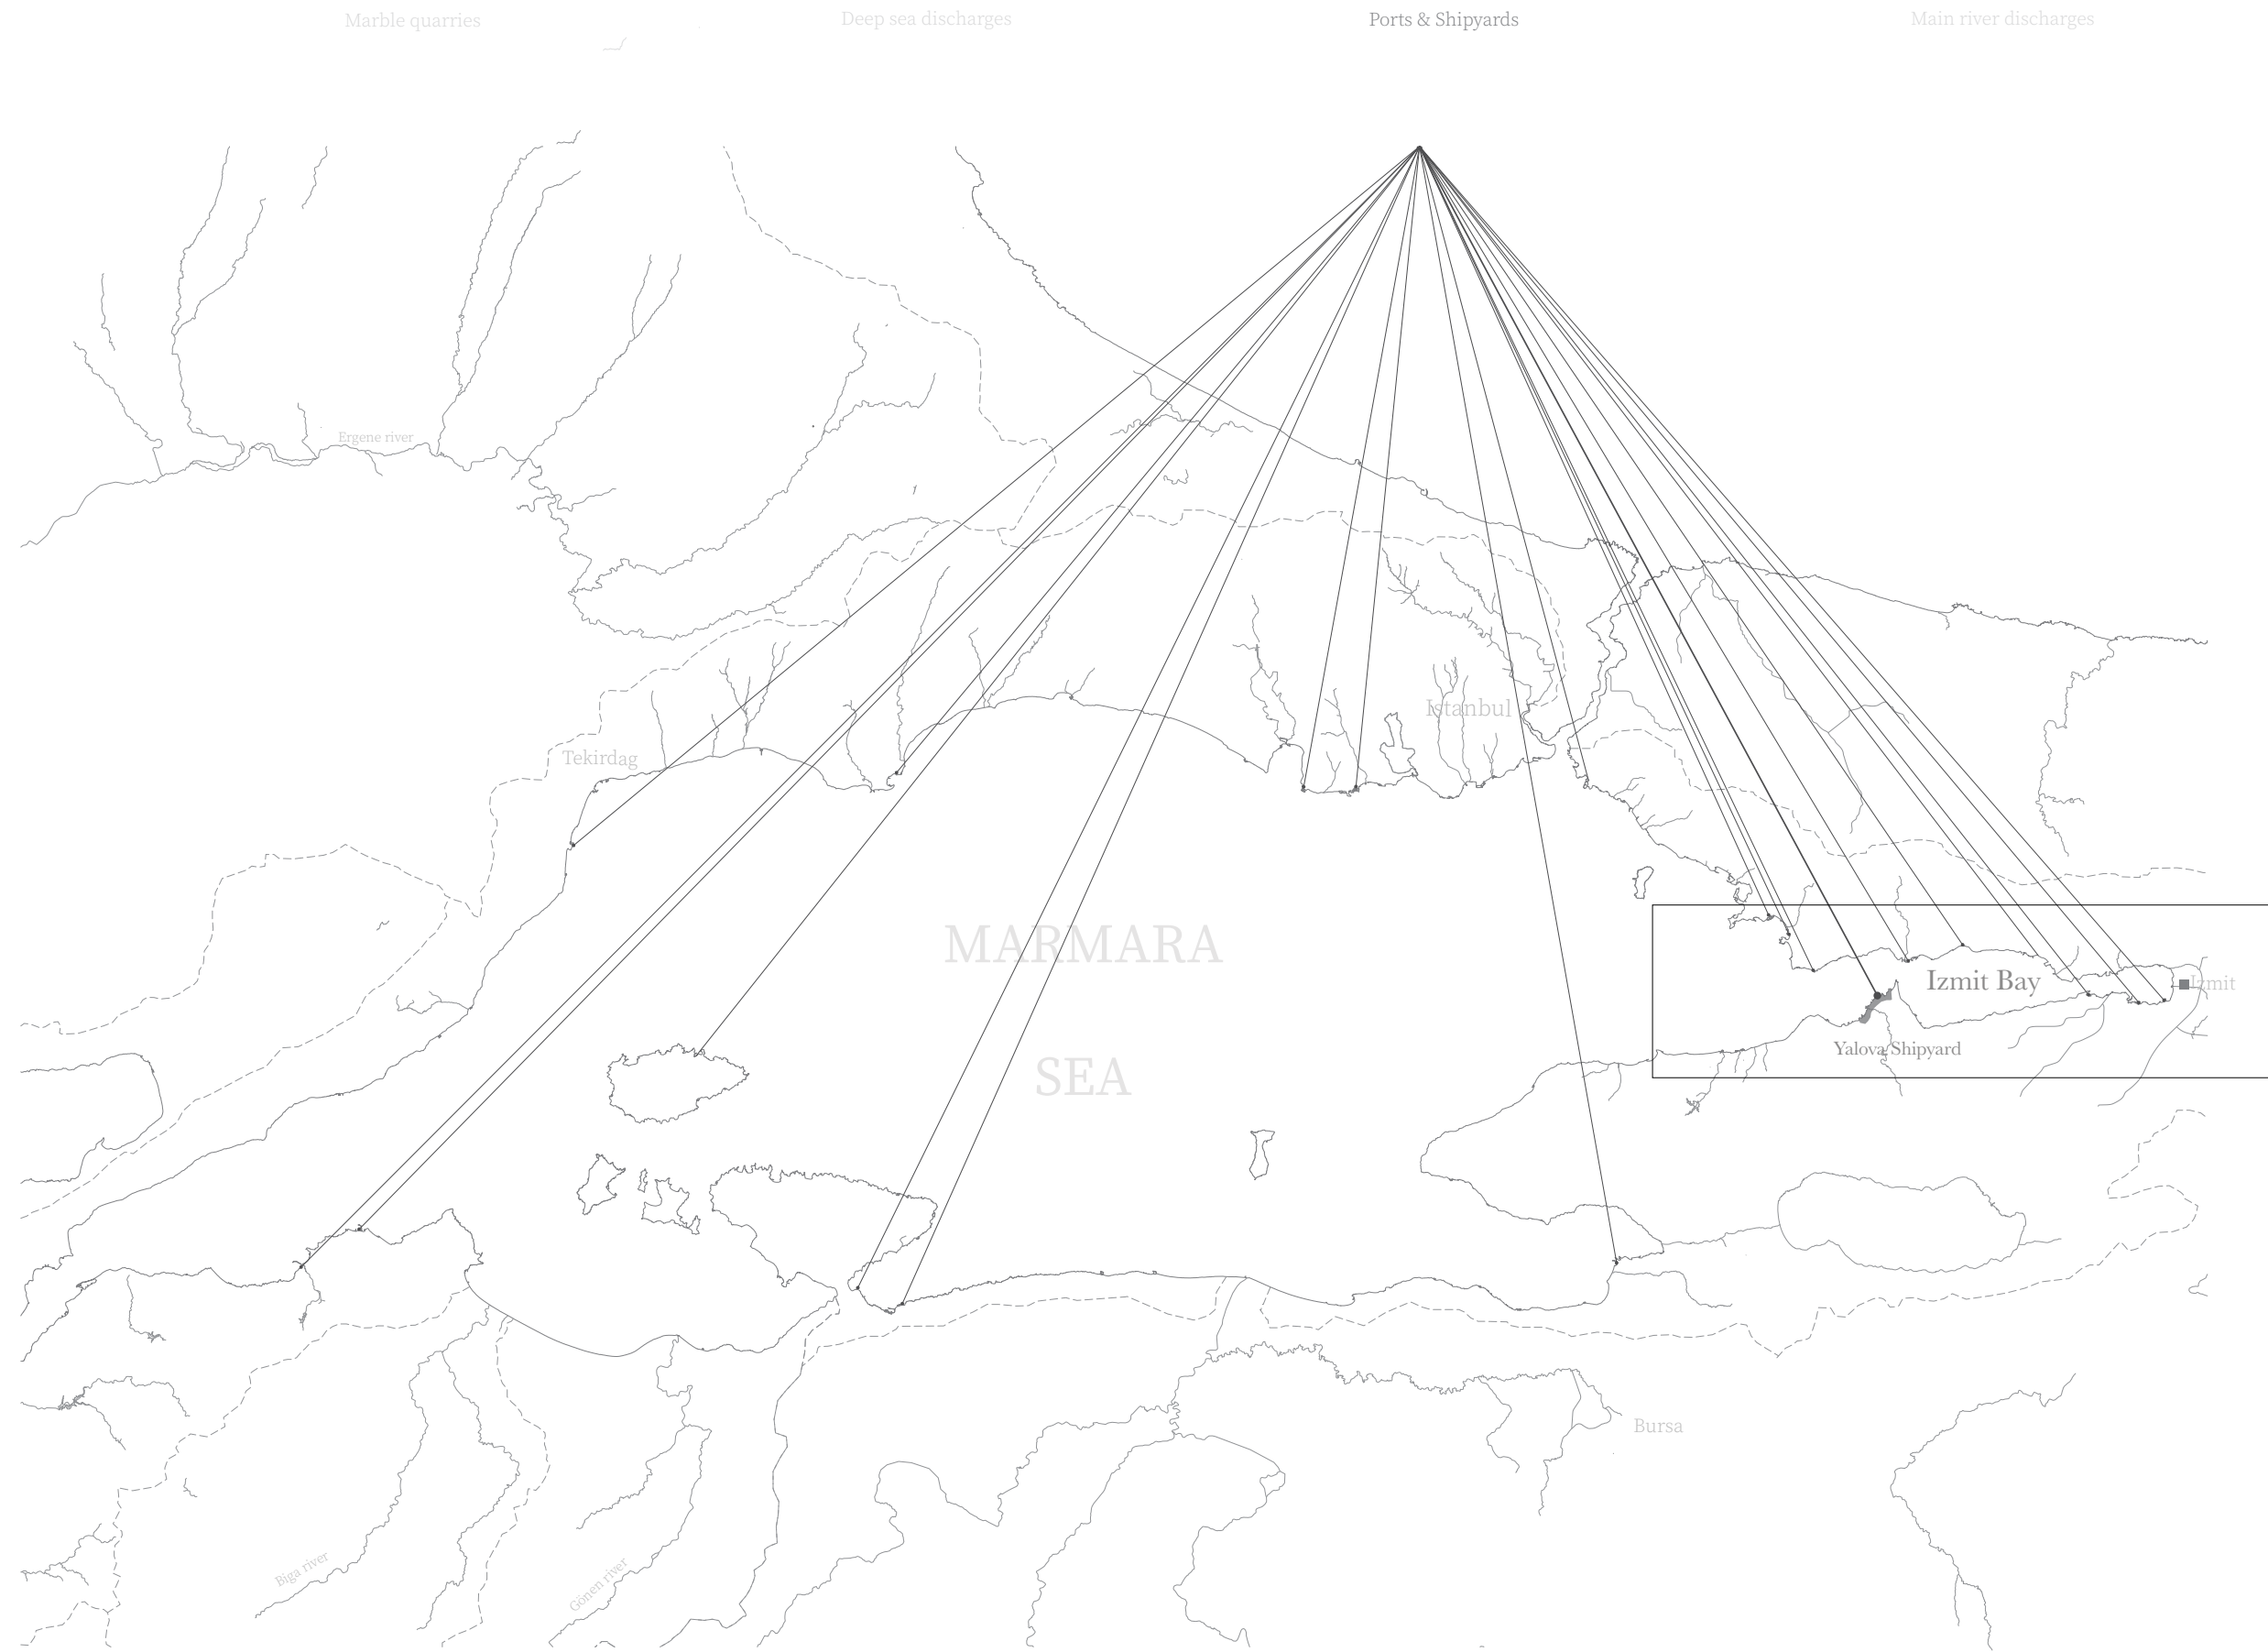 Marble quarries
Deep sea discharges
Ports & Shipyards
Main river discharges
Ergene river
Istanbul
Tekirdag
MARMARA
SEA
Izmit Bay
Izmit
Yalova Shipyard
Bursa
Biga river
Gönen river